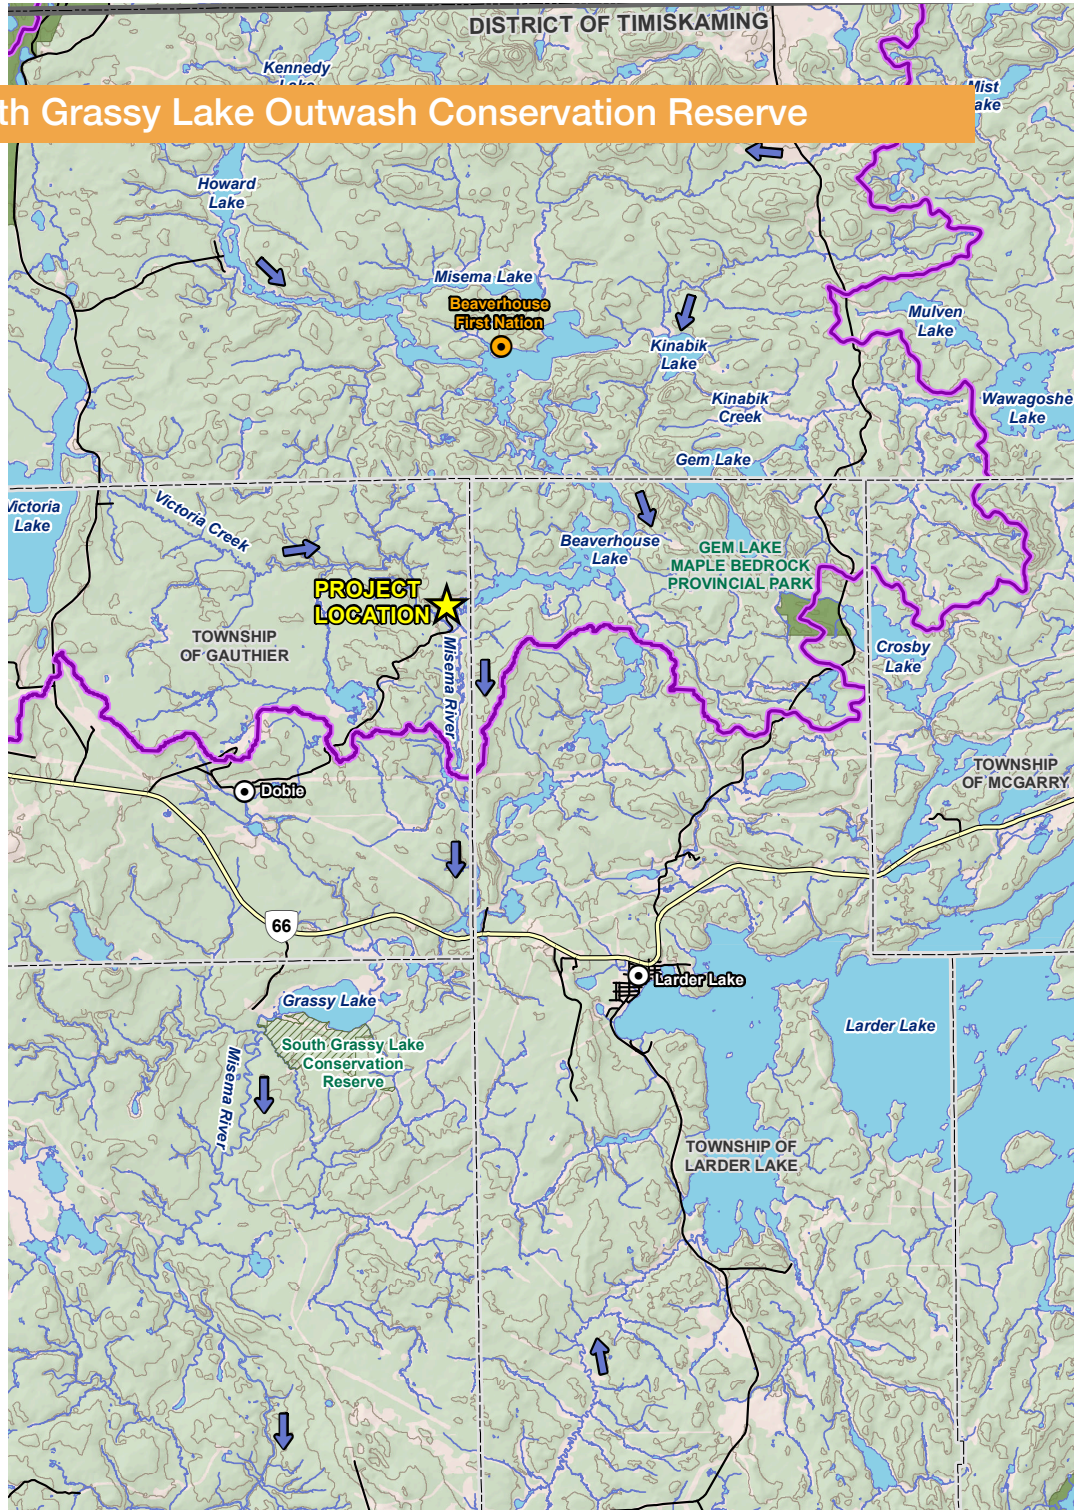 DISTRICT OF TIMISKAMING
Kennedy
Mist
Lake
th Grassy Lake Outwash Conservation Reserve
Howard
Lake
Misema Lake
Beaverhouse
First Nation
Mulven
Lake
Kinabik
Lake
Kinabik
Creek
Wawagoshe
Lake
Gem Lake
Victoria
Lake
Victoria Creek
Beaverhouse
Lake
GEM LAKE
MAPLE BEDROCK
PROVINCIAL PARK
PROJECT
LOCATION
TOWNSHIP
OF GAUTHIER
Misema River
Crosby
Lake
TOWNSHIP
OF MCGARRY
Dobie
66
Larder Lake
Grassy Lake
Larder Lake
South Grassy Lake
Conservation
Reserve
Misema River
TOWNSHIP OF
LARDER LAKE